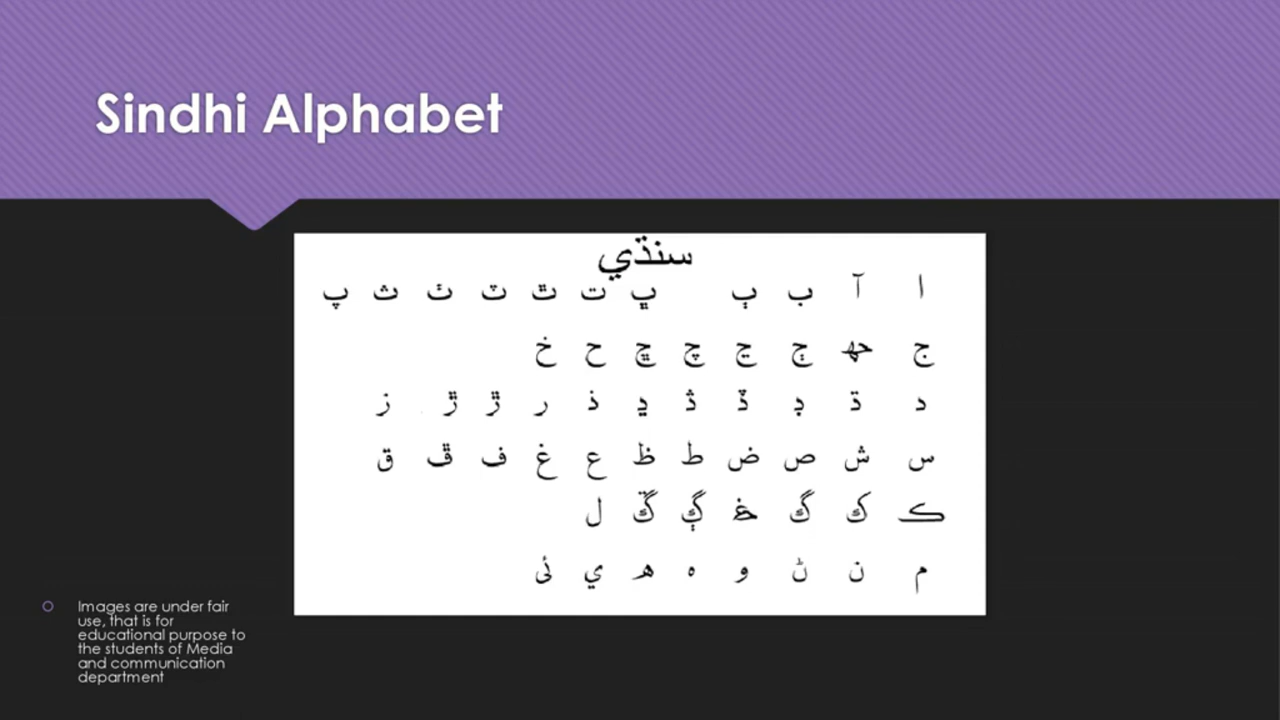 Sindhi Alphabet
سنڌي
ا آ ب ٻ ڀ ت ٿ ٽ ٺ ث پ
ج جھ ڄ ڃ چ ڇ ح خ
د ڌ ڊ ڏ ڎ ڍ ذ ر ڙ ڙ ز
س ش ص ض ط ظ ع غ ف ڦ ق
ڪ ک گ ڳ ل
م ن ڻ و ه ھ ي ئ
Images are under fair
use, that is for
educational purpose to
the students of Media
and communication
department